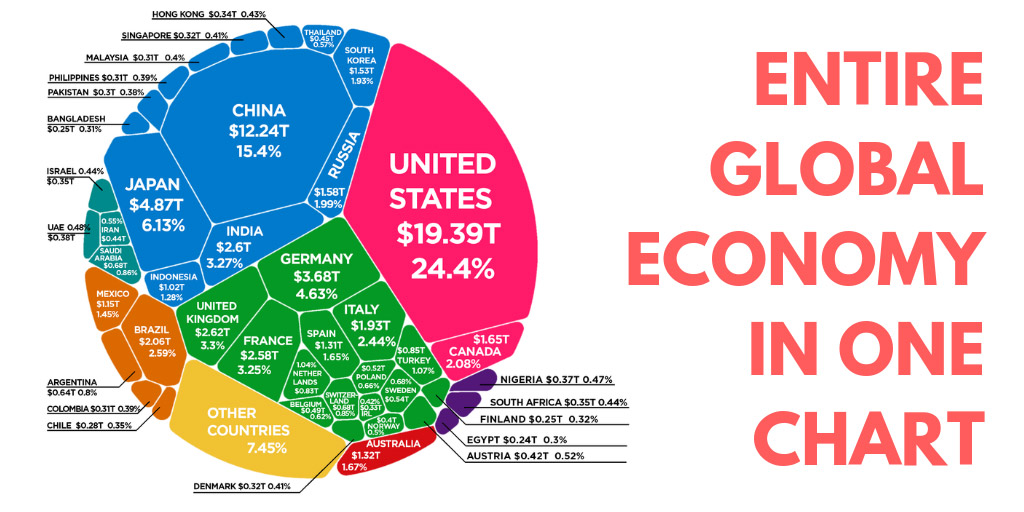 HONG KONG $0.34T 0.43%
SINGAPORE $0.32T 0.41%
MALAYSIA $0.31T 0.4%
PHILIPPINES $0.31T 0.39%
PAKISTAN $0.3T 0.38%
BANGLADESH
$0.25T 0.31%
THAILAND
$0.45T
0.57%
SOUTH
KOREA
$1.53T
1.93%
CHINA
$12.24T
15.4%
RUSSIA
$1.58T
1.99%
JAPAN
$4.87T
6.13%
INDIA
$2.6T
3.27%
INDONESIA
$1.02T
1.28%
ISRAEL 0.44%
$0.35T
UAE 0.48%
$0.38T
0.55%
IRAN
$0.44T
SAUDI
ARABIA
$0.68T
0.86%
UNITED
STATES
$19.39T
24.4%
$1.65T
CANADA
2.08%
GERMANY
$3.68T
4.63%
UNITED
KINGDOM
$2.62T
3.3%
FRANCE
$2.58T
3.25%
ITALY
$1.93T
2.44%
SPAIN
$1.31T
1.65%
$0.85T
TURKEY
1.07%
1.04%
NETHER
LANDS
$0.83T
$0.52T
POLAND
0.66%
0.68%
SWEDEN
$0.54T
BELGIUM
$0.49T
0.62%
SWITZER-
LAND
$0.68T
0.85%
0.42%
$0.33T
IRL
$0.4T
NORWAY
0.5%
MEXICO
$1.15T
1.45%
BRAZIL
$2.06T
2.59%
ARGENTINA
$0.64T 0.8%
COLOMBIA $0.31T 0.39%
CHILE $0.28T 0.35%
OTHER
COUNTRIES
7.45%
AUSTRALIA
$1.32T
1.67%
DENMARK $0.32T 0.41%
NIGERIA $0.37T 0.47%
SOUTH AFRICA $0.35T 0.44%
FINLAND $0.25T 0.32%
EGYPT $0.24T 0.3%
AUSTRIA $0.42T 0.52%
ENTIRE
GLOBAL
ECONOMY
IN ONE
CHART